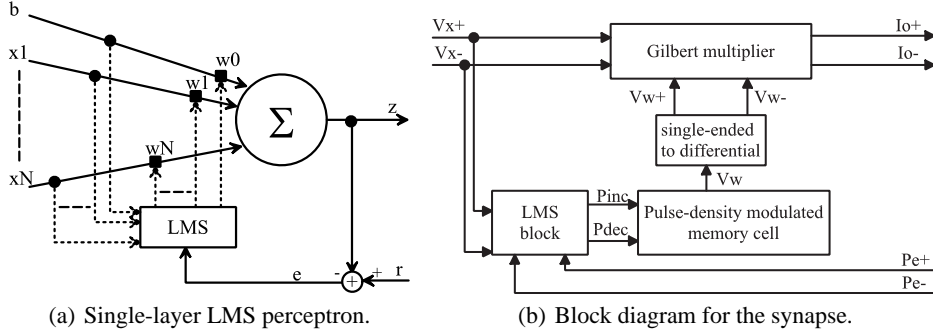 b
x1
xN
w0
w1
wN
Σ
z
LMS
e
-
+
+
r
(a) Single-layer LMS perceptron.
Vx+
Vx-
Gilbert multiplier
Io+
Io-
Vw+
Vw-
single-ended
to differential
Vw
LMS
block
Pinc
Pdec
Pulse-density modulated
memory cell
Pe+
Pe-
(b) Block diagram for the synapse.